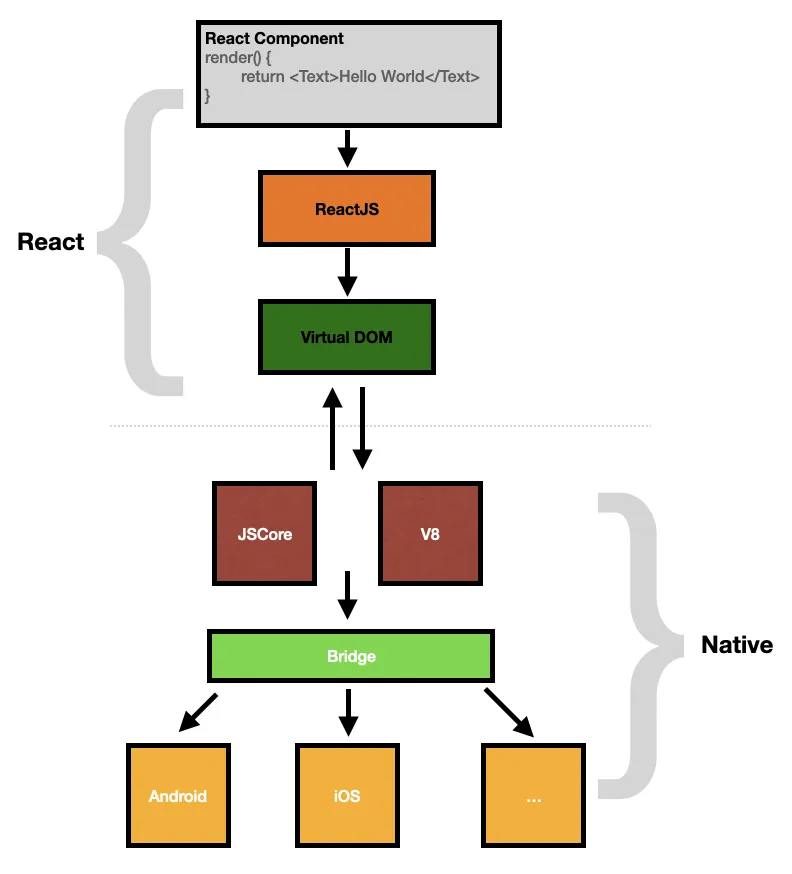 React Component
render() {
return <Text>Hello World</Text>
}
ReactJS
React
Virtual DOM
JSCore
V8
Native
Bridge
Android
iOS
...